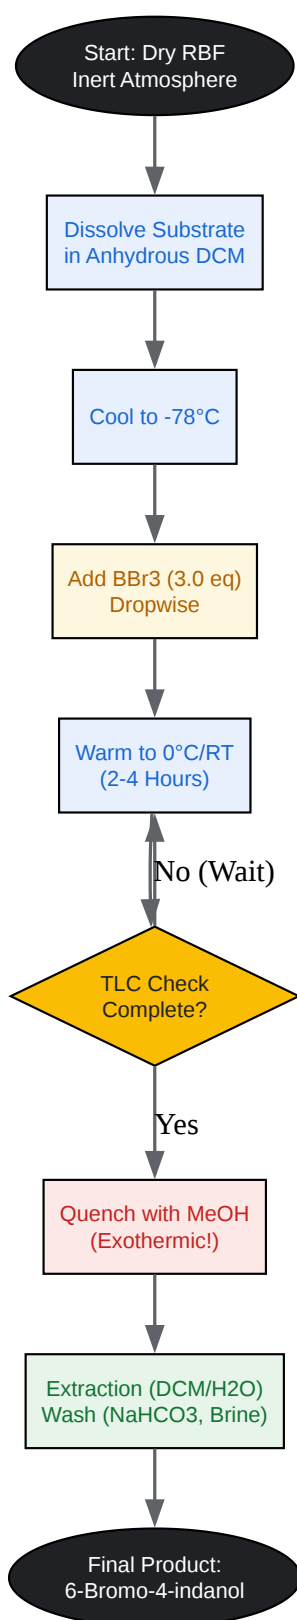 Start: Dry RBF
Inert Atmosphere
Dissolve Substrate
in Anhydrous DCM
Cool to -78°C
Add BBr3 (3.0 eq)
Dropwise
Warm to 0°C/RT
(2-4 Hours)
No (Wait)
TLC Check
Complete?
Yes
Quench with MeOH
(Exothermic!)
Extraction (DCM/H2O)
Wash (NaHCO3, Brine)
Final Product:
6-Bromo-4-indanol